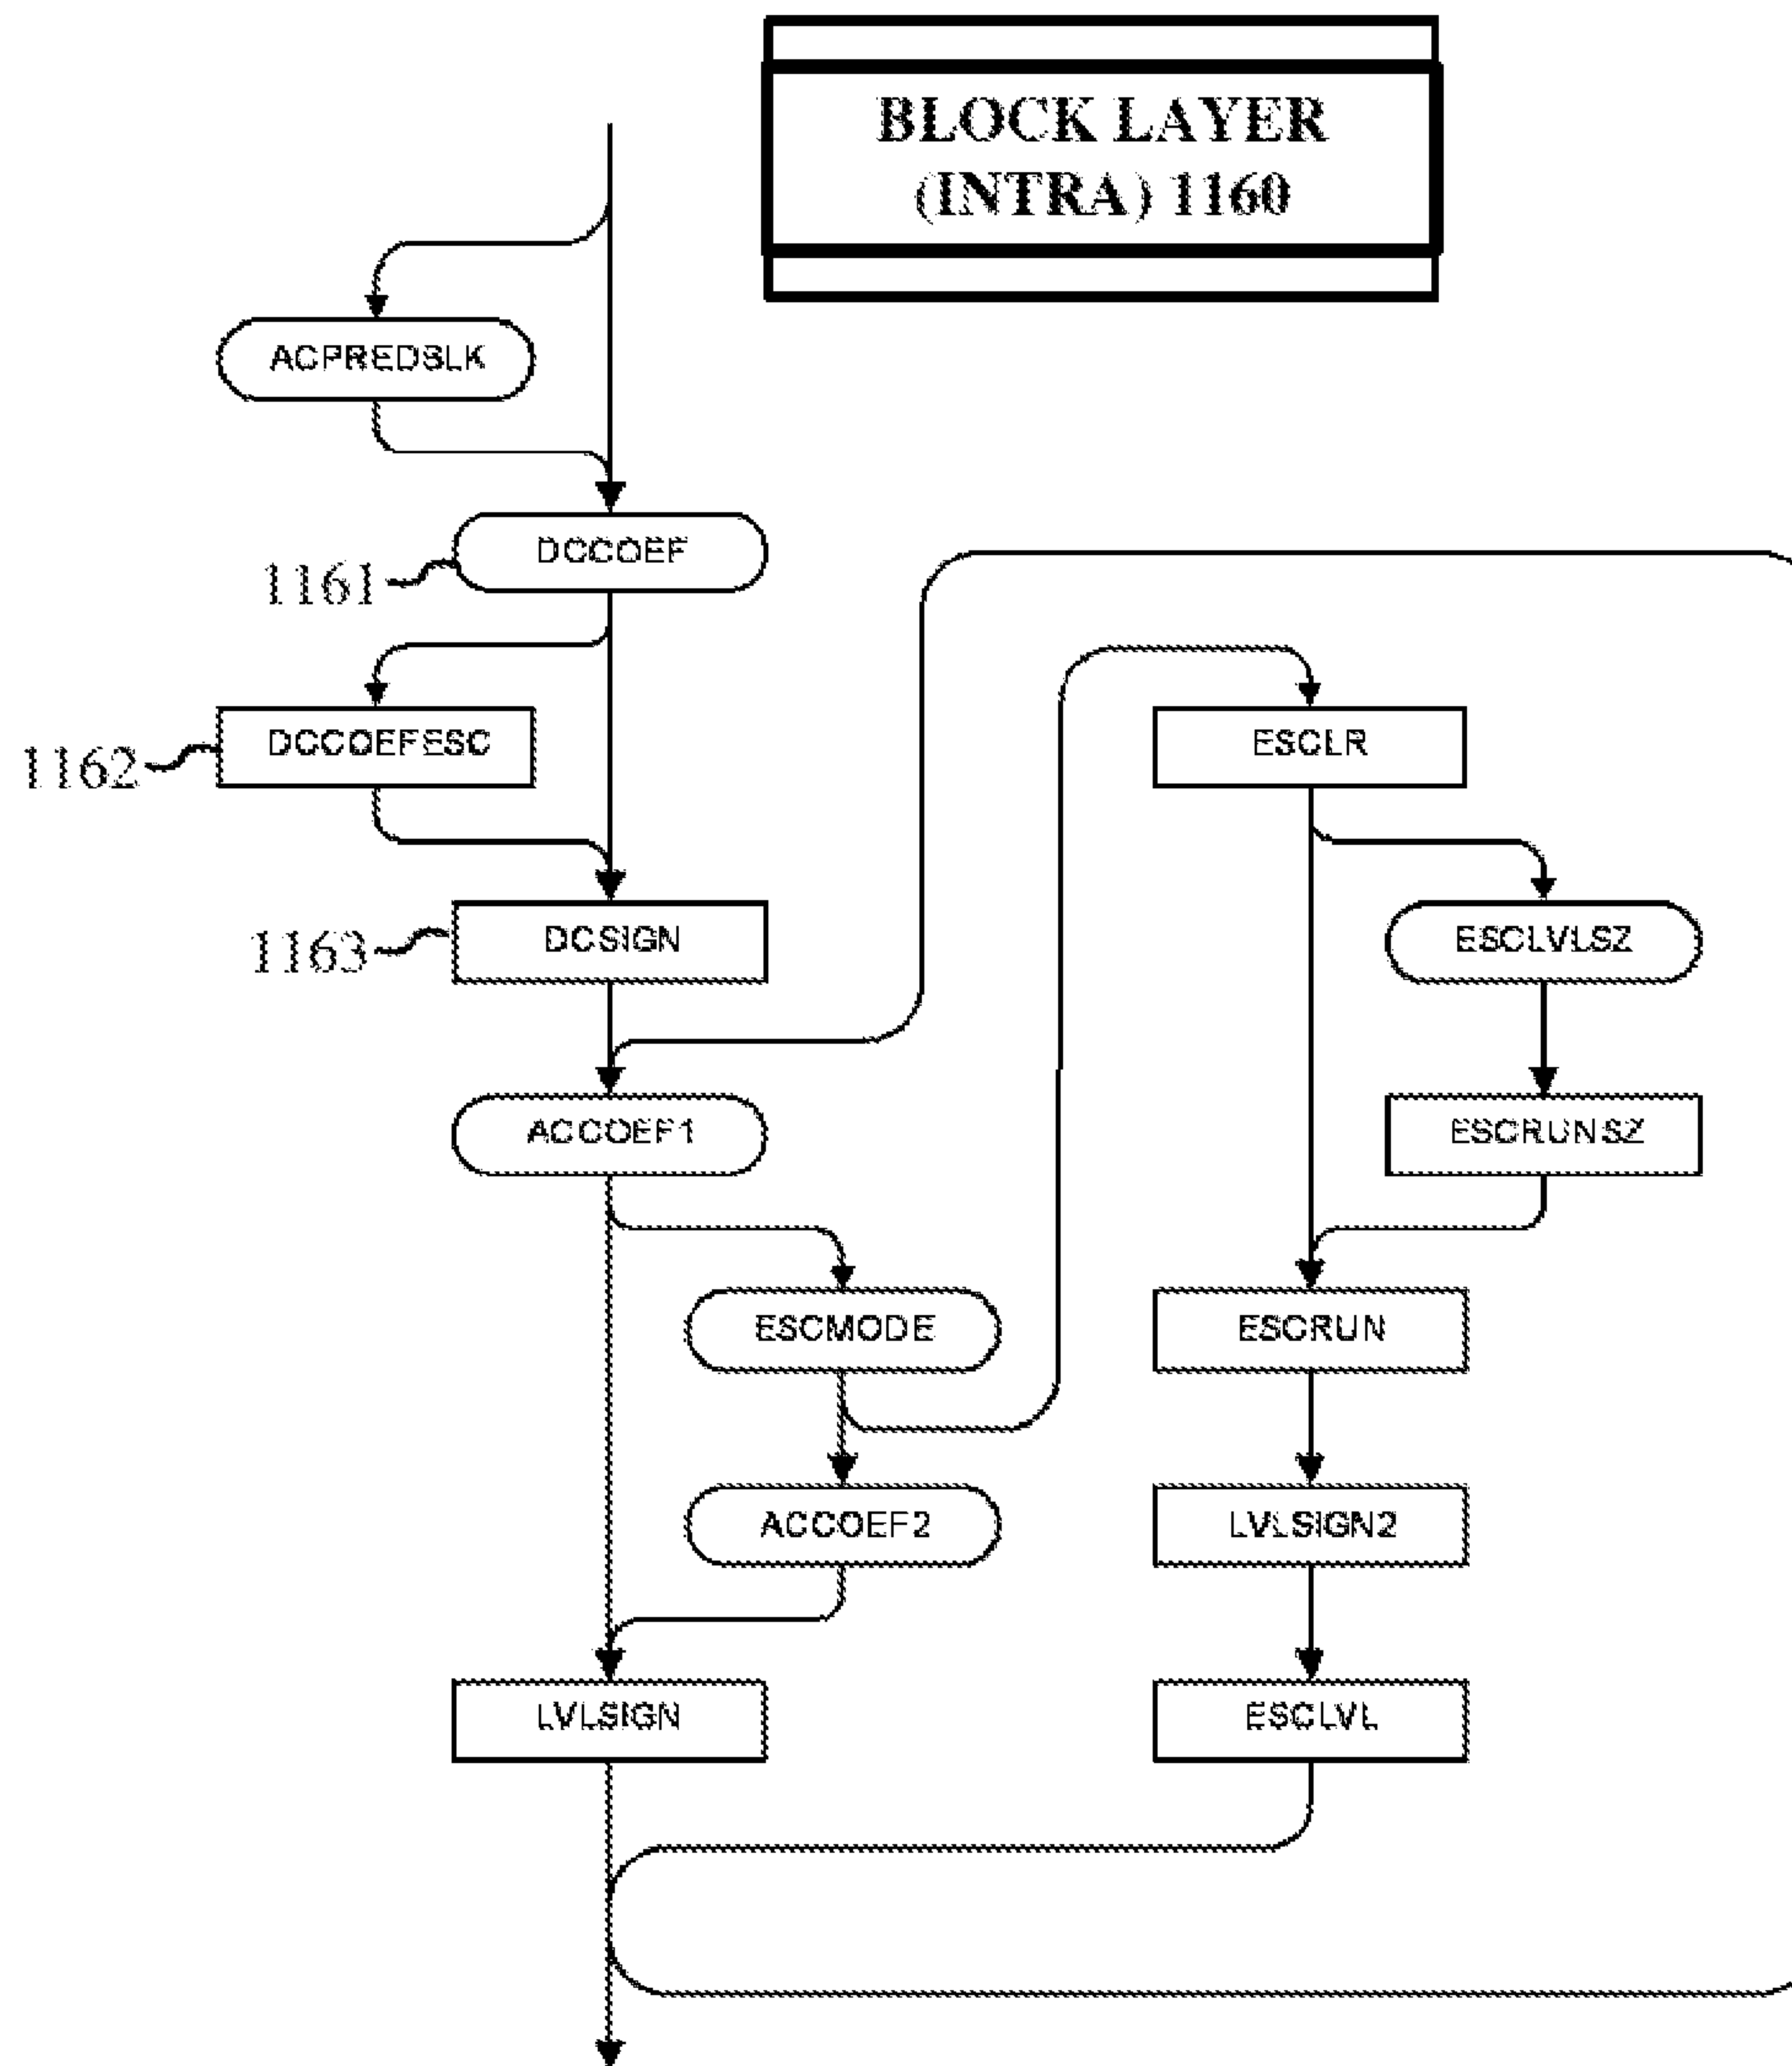 BLOCK LAYER
(INTRA) 1160
ACPREDBLK
DCCOEF
1161
DCCOEFESC
1162
ESCLR
DCSIGN
1163
ESCLVLSZ
ACCOEF1
ESCRUNSZ
ESCMODE
ESCRUN
ACCOEF2
LVLSIGN2
LVLSIGN
ESCLVL